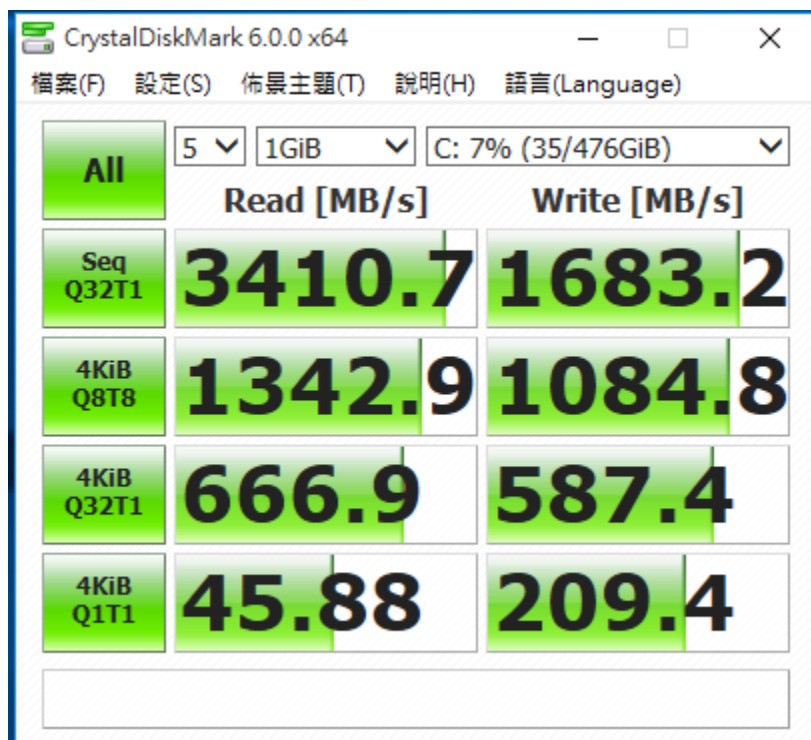 CrystalDiskMark 6.0.0 x64
檔案(F) 設定(S) 佈景主題(T) 說明(H) 語言(Language)
All 5 1GiB C: 7% (35/476GiB)
Read [MB/s] Write [MB/s]
Seq Q32T1 3410.7 1683.2
4KiB Q8T8 1342.9 1084.8
4KiB Q32T1 666.9 587.4
4KiB Q1T1 45.88 209.4